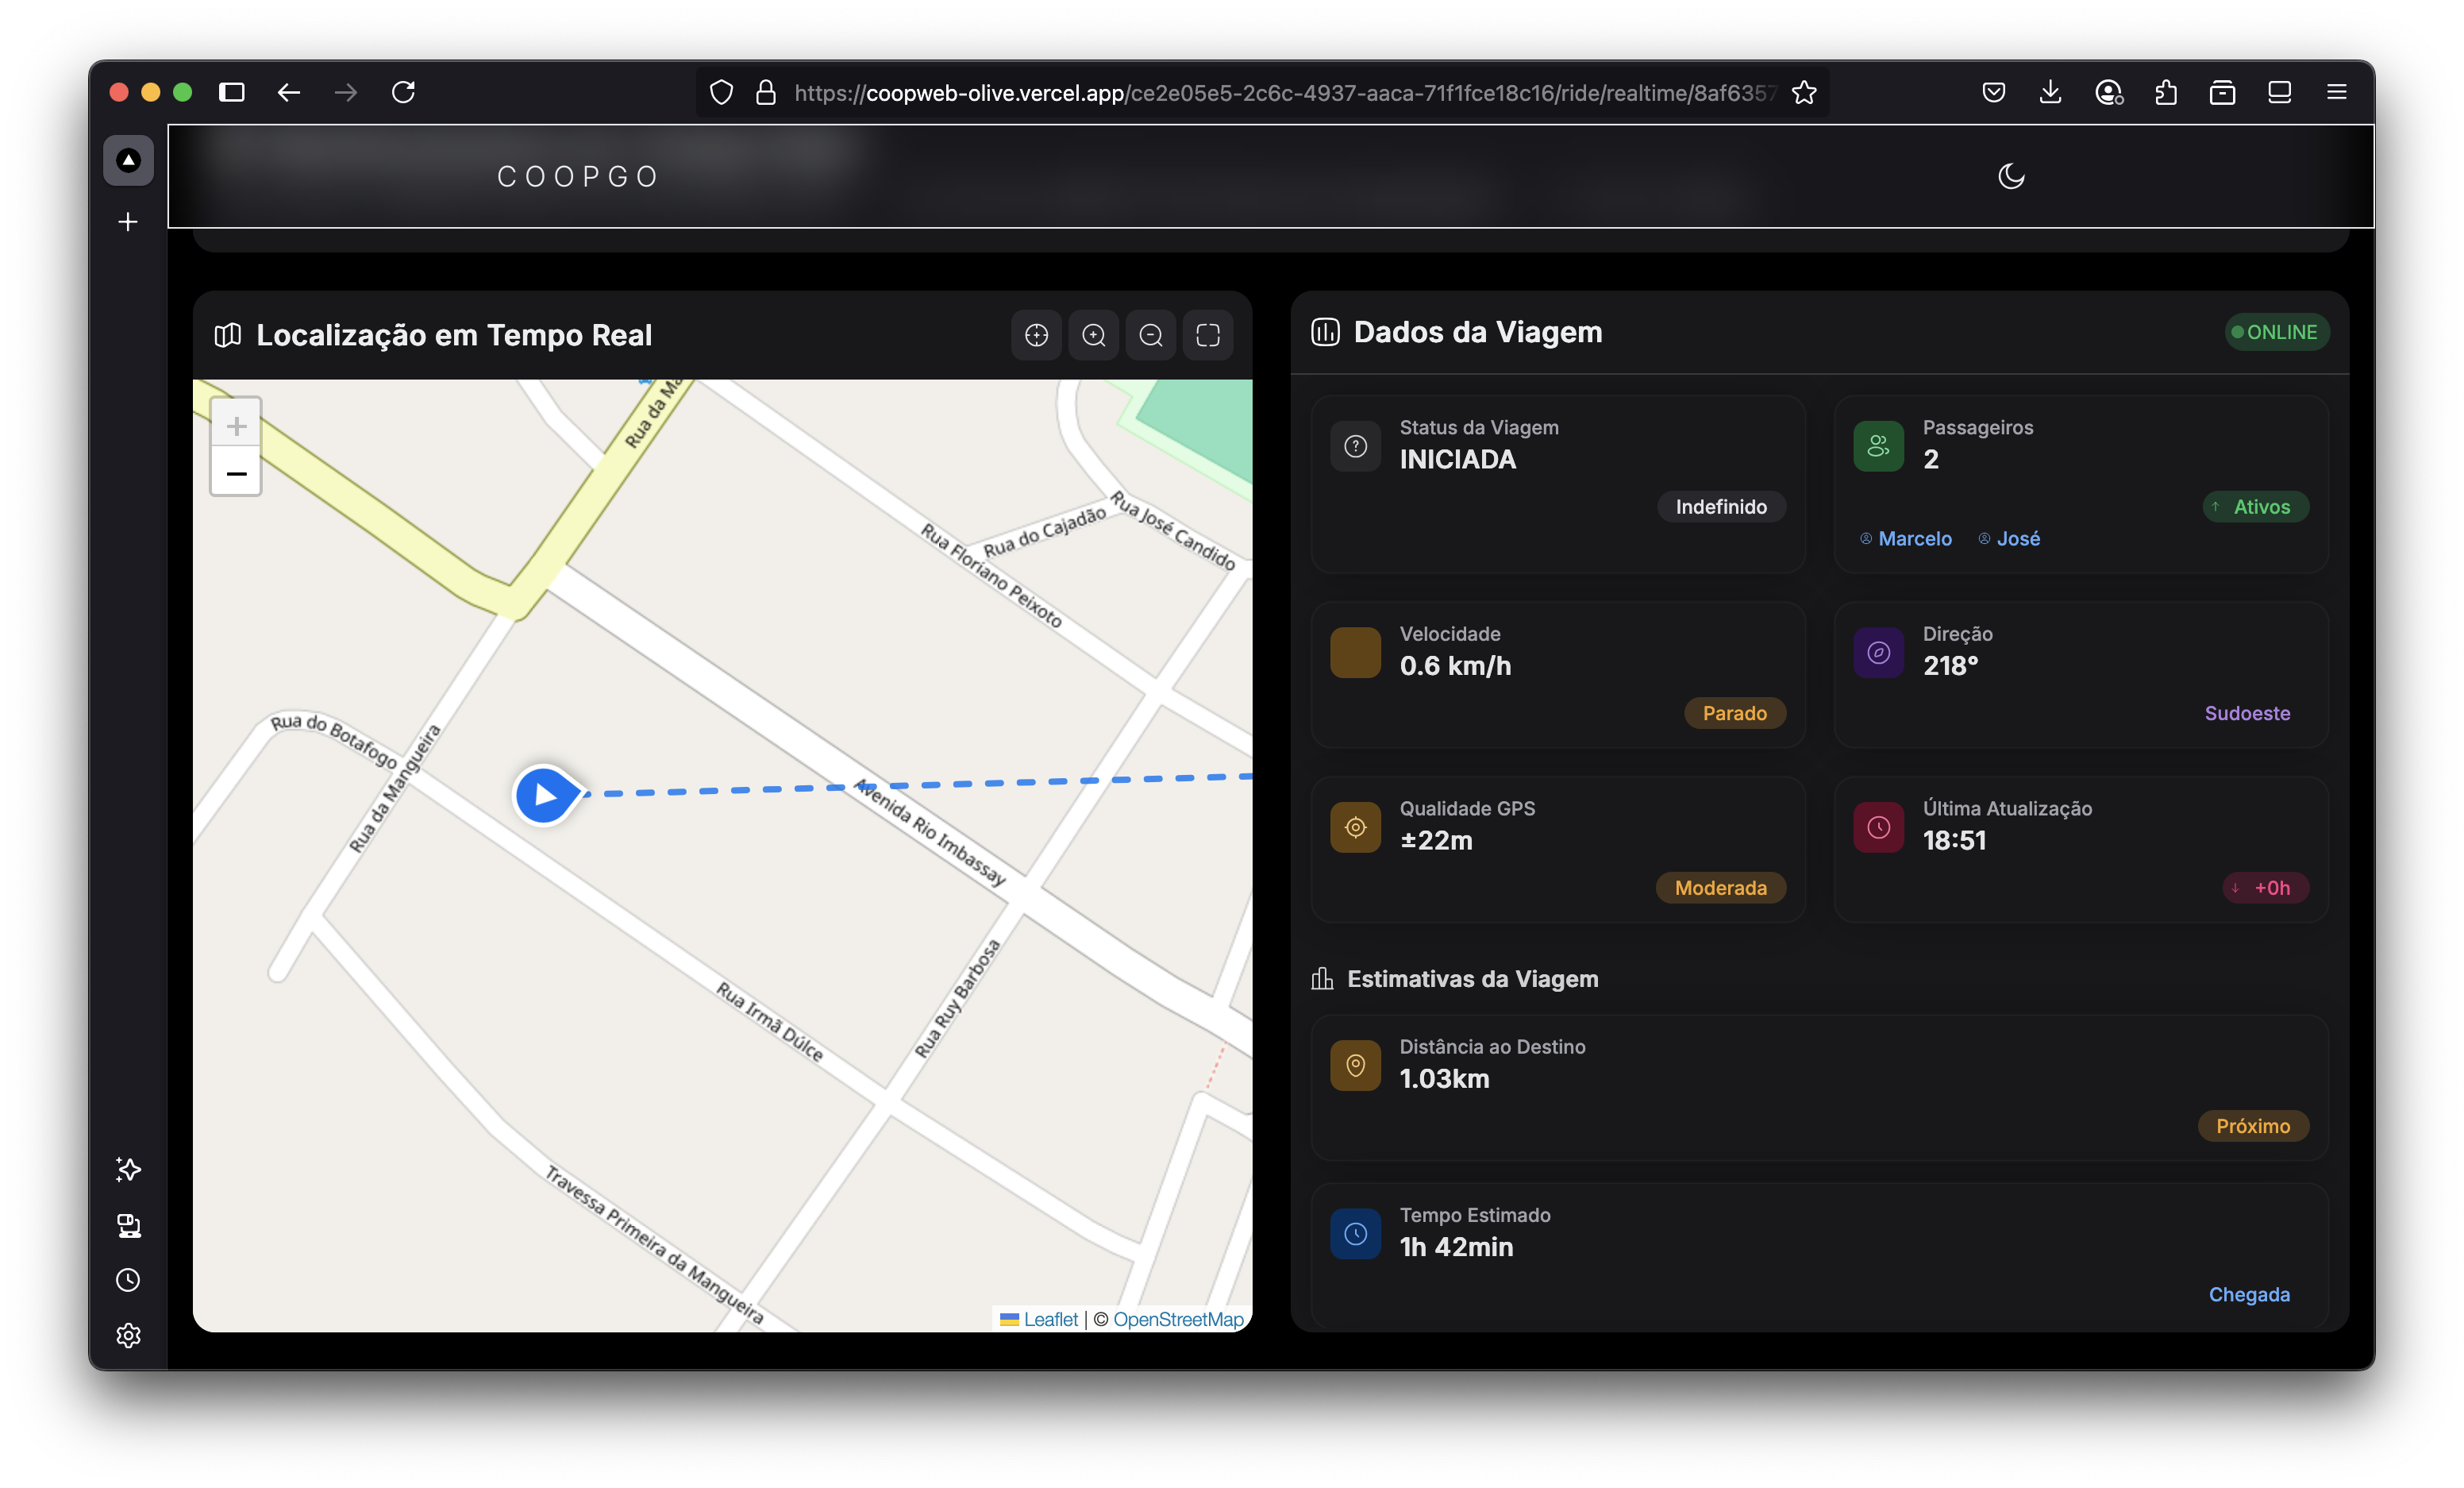 https://coopweb-olive.vercel.app/ce2e05e5-2c6c-4937-aaca-71f1fce18c16/ride/realtime/8af6357
COOPGO
Localização em Tempo Real
Rua da Ma
Rua José Candido
Rua do Cajadão
Rua Floriano Peixoto
Rua do Botafogo
Rua da Mangueira
Avenida Rio Imbassay
Rua Ruy Barbosa
Rua Irmã Dúlce
Travessa Primeira da Mangueira
Leaflet | © OpenStreetMap
Dados da Viagem
ONLINE
Status da Viagem
INICIADA
Indefinido
Passageiros
2
Ativos
Marcelo José
Velocidade
0.6 km/h
Parado
Direção
218°
Sudoeste
Qualidade GPS
±22m
Moderada
Última Atualização
18:51
+0h
Estimativas da Viagem
Distância ao Destino
1.03km
Próximo
Tempo Estimado
1h 42min
Chegada